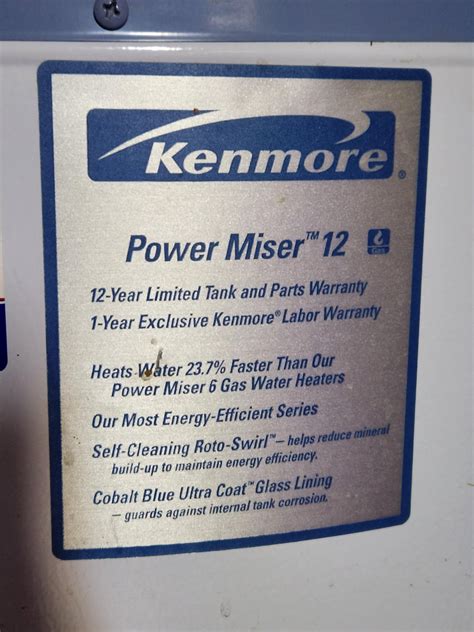 Kenmore®
Power Miser™ 12
Gas
12-Year Limited Tank and Parts Warranty
1-Year Exclusive Kenmore® Labor Warranty
Heats Water 23.7% Faster Than Our
Power Miser 6 Gas Water Heaters
Our Most Energy-Efficient Series
Self-Cleaning Roto-Swirl™ – helps reduce mineral
build-up to maintain energy efficiency.
Cobalt Blue Ultra Coat™ Glass Lining
– guards against internal tank corrosion.